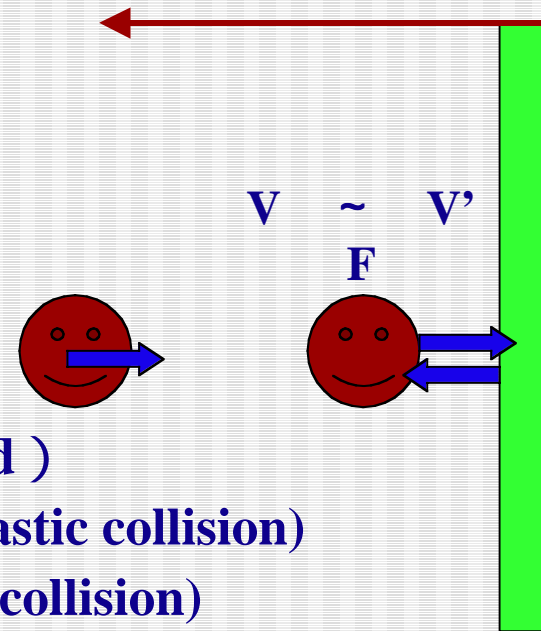 V ~ V’
F
d )
astic collision)
collision)